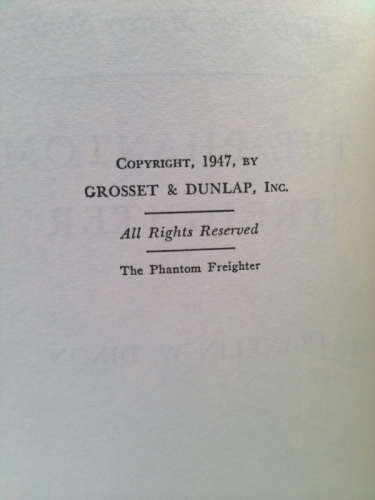 COPYRIGHT, 1947, BY
GROSSET & DUNLAP, INC.
All Rights Reserved
The Phantom Freighter